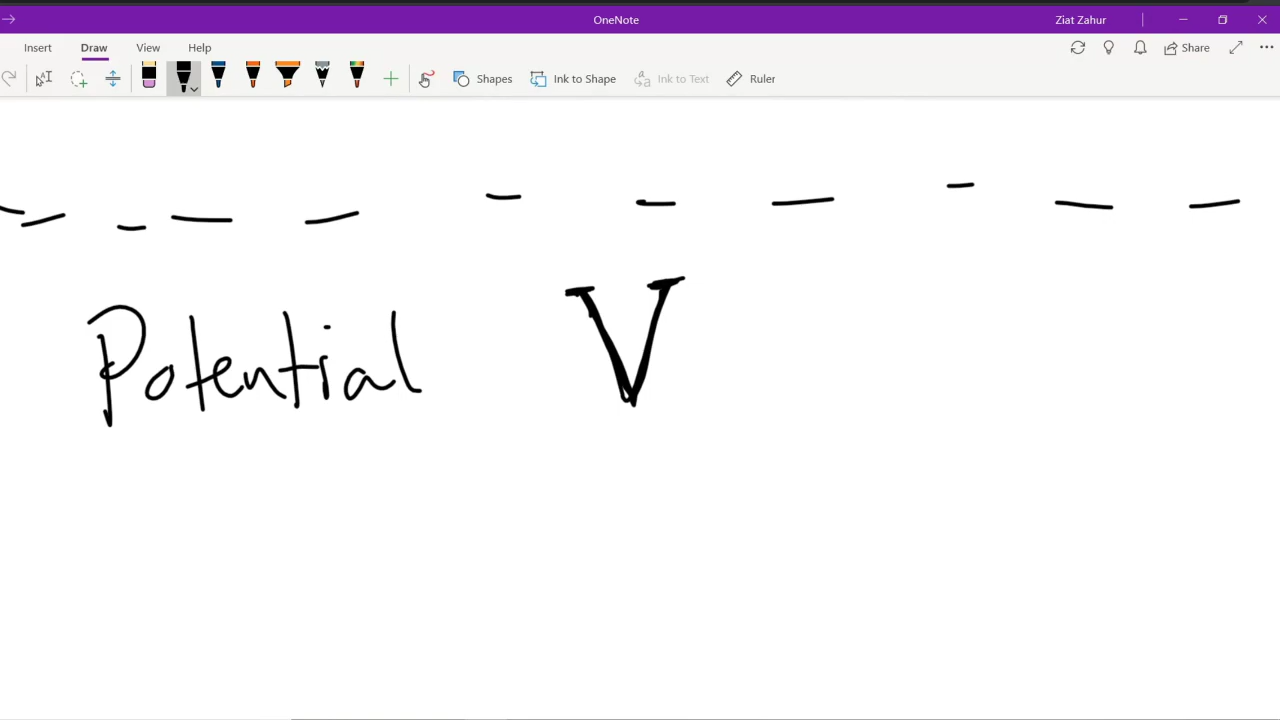 OneNote
Ziat Zahur
Insert Draw View Help
Share
Shapes Ink to Shape Ink to Text Ruler
Potential V